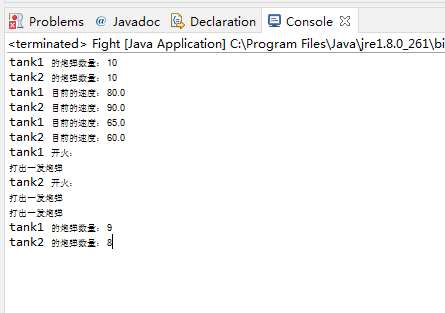 Problems @ Javadoc Declaration Console
<terminated> Fight [Java Application] C:\Program Files\Java\jre1.8.0_261\bi
tank1 的炮弹数量：10
tank2 的炮弹数量：10
tank1 目前的速度：80.0
tank2 目前的速度：90.0
tank1 目前的速度：65.0
tank2 目前的速度：60.0
tank1 开火：
打出一发炮弹
tank2 开火：
打出一发炮弹
打出一发炮弹
tank1 的炮弹数量：9
tank2 的炮弹数量：8